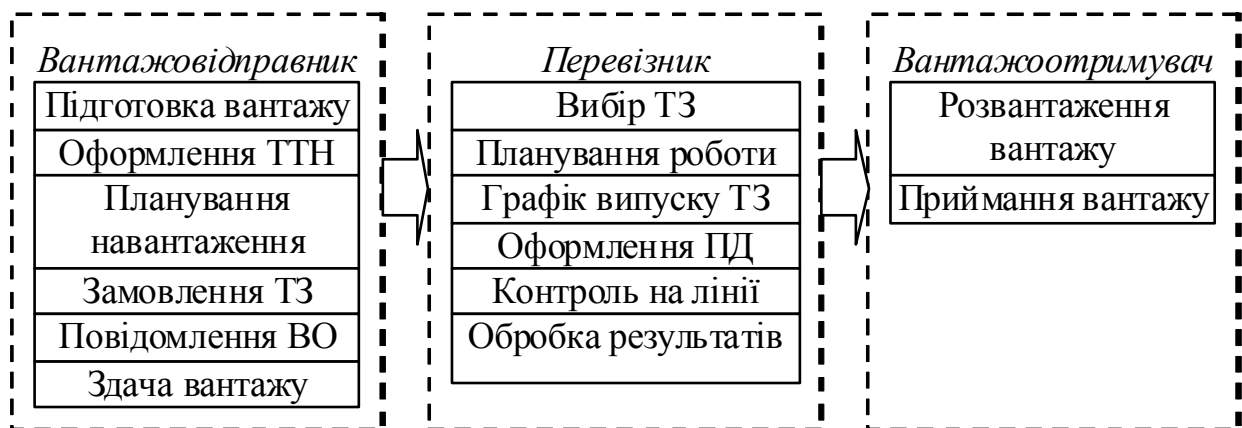 Вантажовідправник
Підготовка вантажу
Оформлення ТТН
Планування
навантаження
Замовлення ТЗ
Повідомлення ВО
Здача вантажу
Перевізник
Вибір ТЗ
Планування роботи
Графік випуску ТЗ
Оформлення ПД
Контроль на лінії
Обробка результатів
Вантажоотримувач
Розвантаження
вантажу
Приймання вантажу